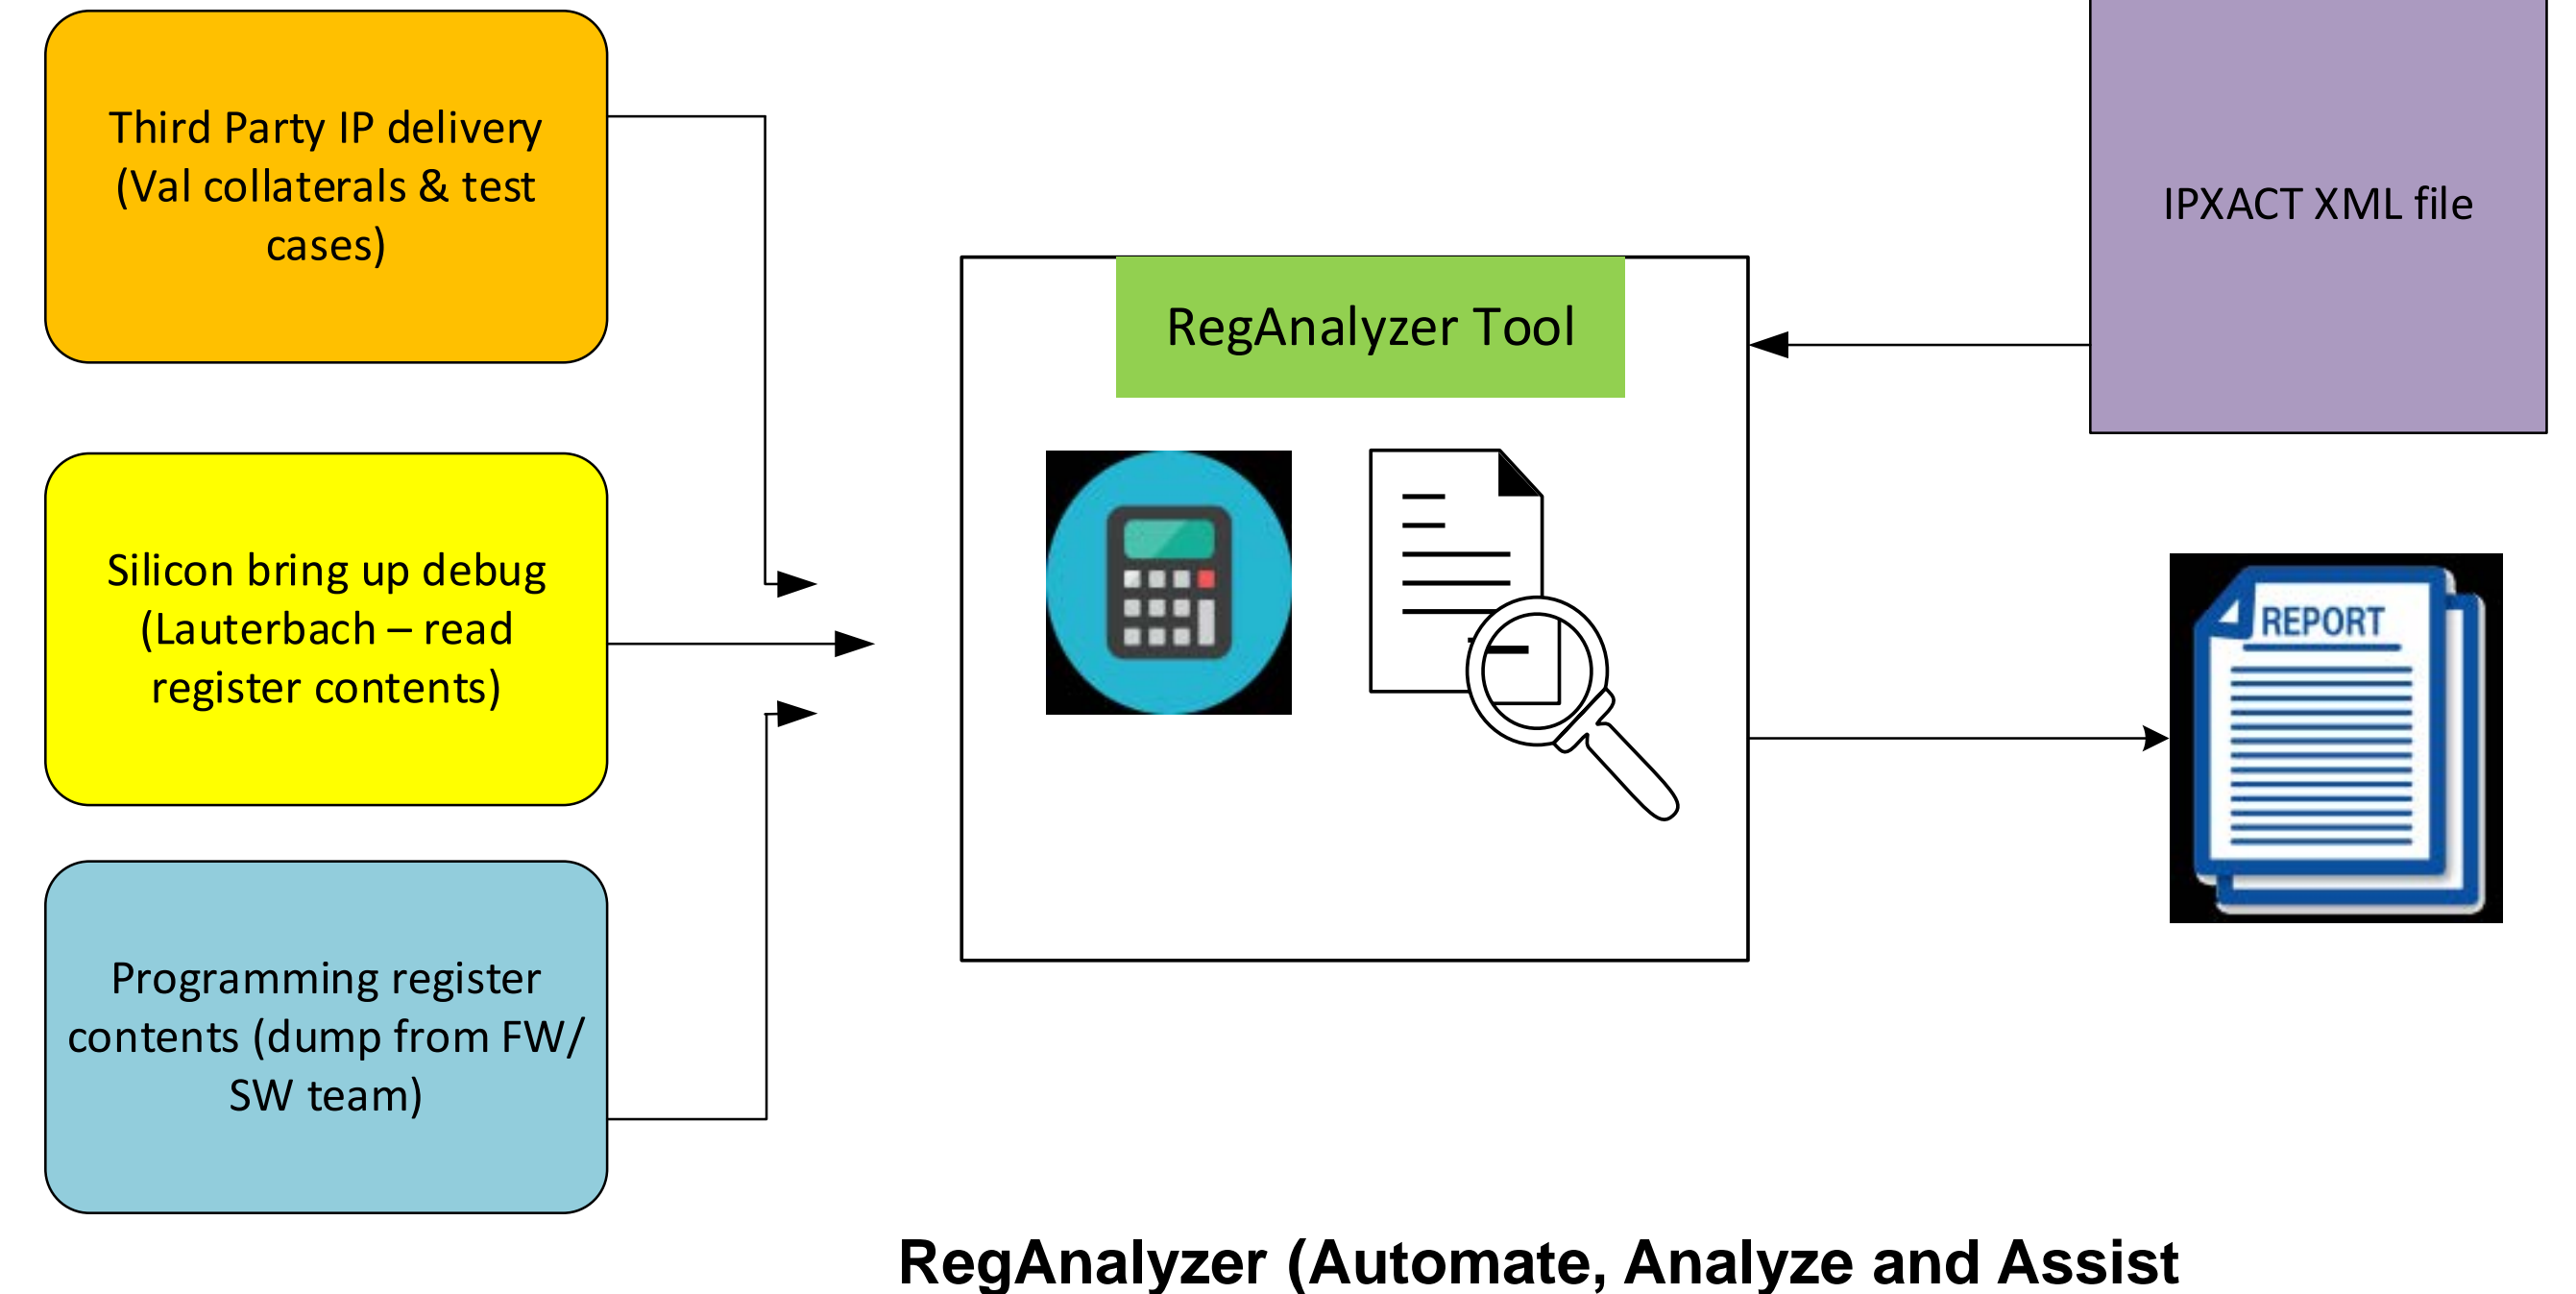 Third Party IP delivery
(Val collaterals & test
cases)
IPXACT XML file
RegAnalyzer Tool
Silicon bring up debug
(Lauterbach – read
register contents)
REPORT
Programming register
contents (dump from FW/
SW team)
RegAnalyzer (Automate, Analyze and Assist